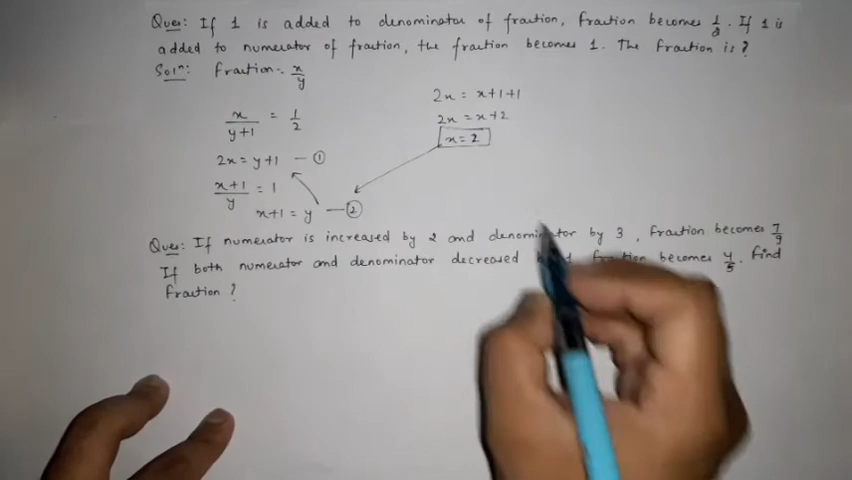 Ques: If 1 is added to denominator of fraction, fraction becomes 1/2. If 1 is
added to numerator of fraction, the fraction becomes 1. The fraction is ?
Solⁿ: fraction:- x/y
x/(y+1) = 1/2
2x = y+1 — ①
(x+1)/y = 1
x+1 = y — ②
2x = x+1+1
2x = x+2
x = 2
Ques: If numerator is increased by 2 and denominator by 3, fraction becomes 7/9
If both numerator and denominator decreased fraction becomes 4/5. Find
fraction ?